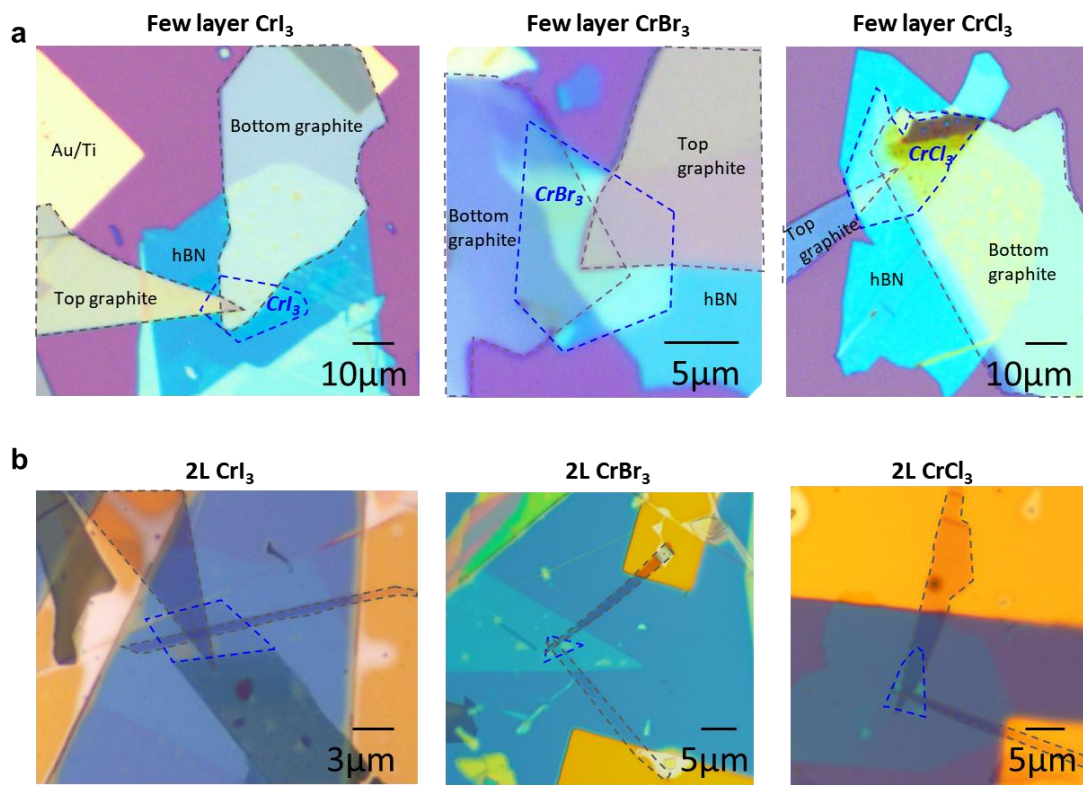 a
Few layer CrI₃
Few layer CrBr₃
Few layer CrCl₃
Au/Ti
Bottom graphite
hBN
Top graphite
CrI₃
10μm
CrBr₃
Top
graphite
Bottom
graphite
hBN
5μm
CrCl₃
Top
graphite
hBN
Bottom
graphite
10μm
b
2L CrI₃
2L CrBr₃
2L CrCl₃
3μm
5μm
5μm